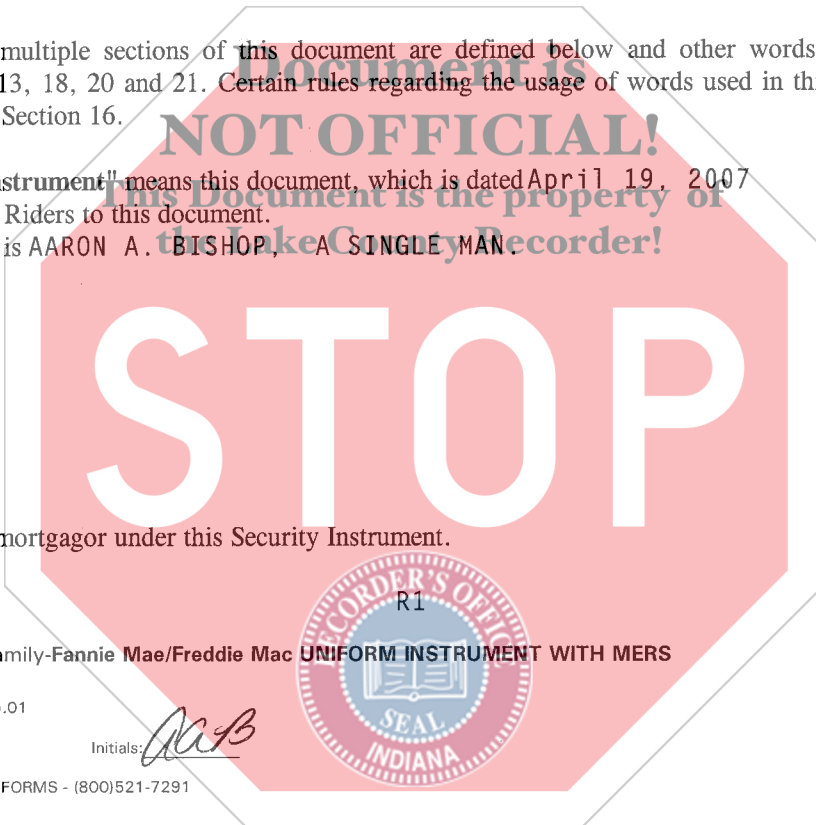 multiple sections of this document are defined below and other words
13, 18, 20 and 21. Certain rules regarding the usage of words used in thi
Section 16.
Document is
NOT OFFICIAL!
This Document is the property of
the Lake County Recorder!
strument" means this document, which is dated April 19, 2007
Riders to this document.
is AARON A. BISHOP, A SINGLE MAN.
STOP
mortgagor under this Security Instrument.
R1
RECORDER'S OFFICE
SEAL
INDIANA
amily-Fannie Mae/Freddie Mac UNIFORM INSTRUMENT WITH MERS
.01
Initials: AAB
FORMS - (800)521-7291